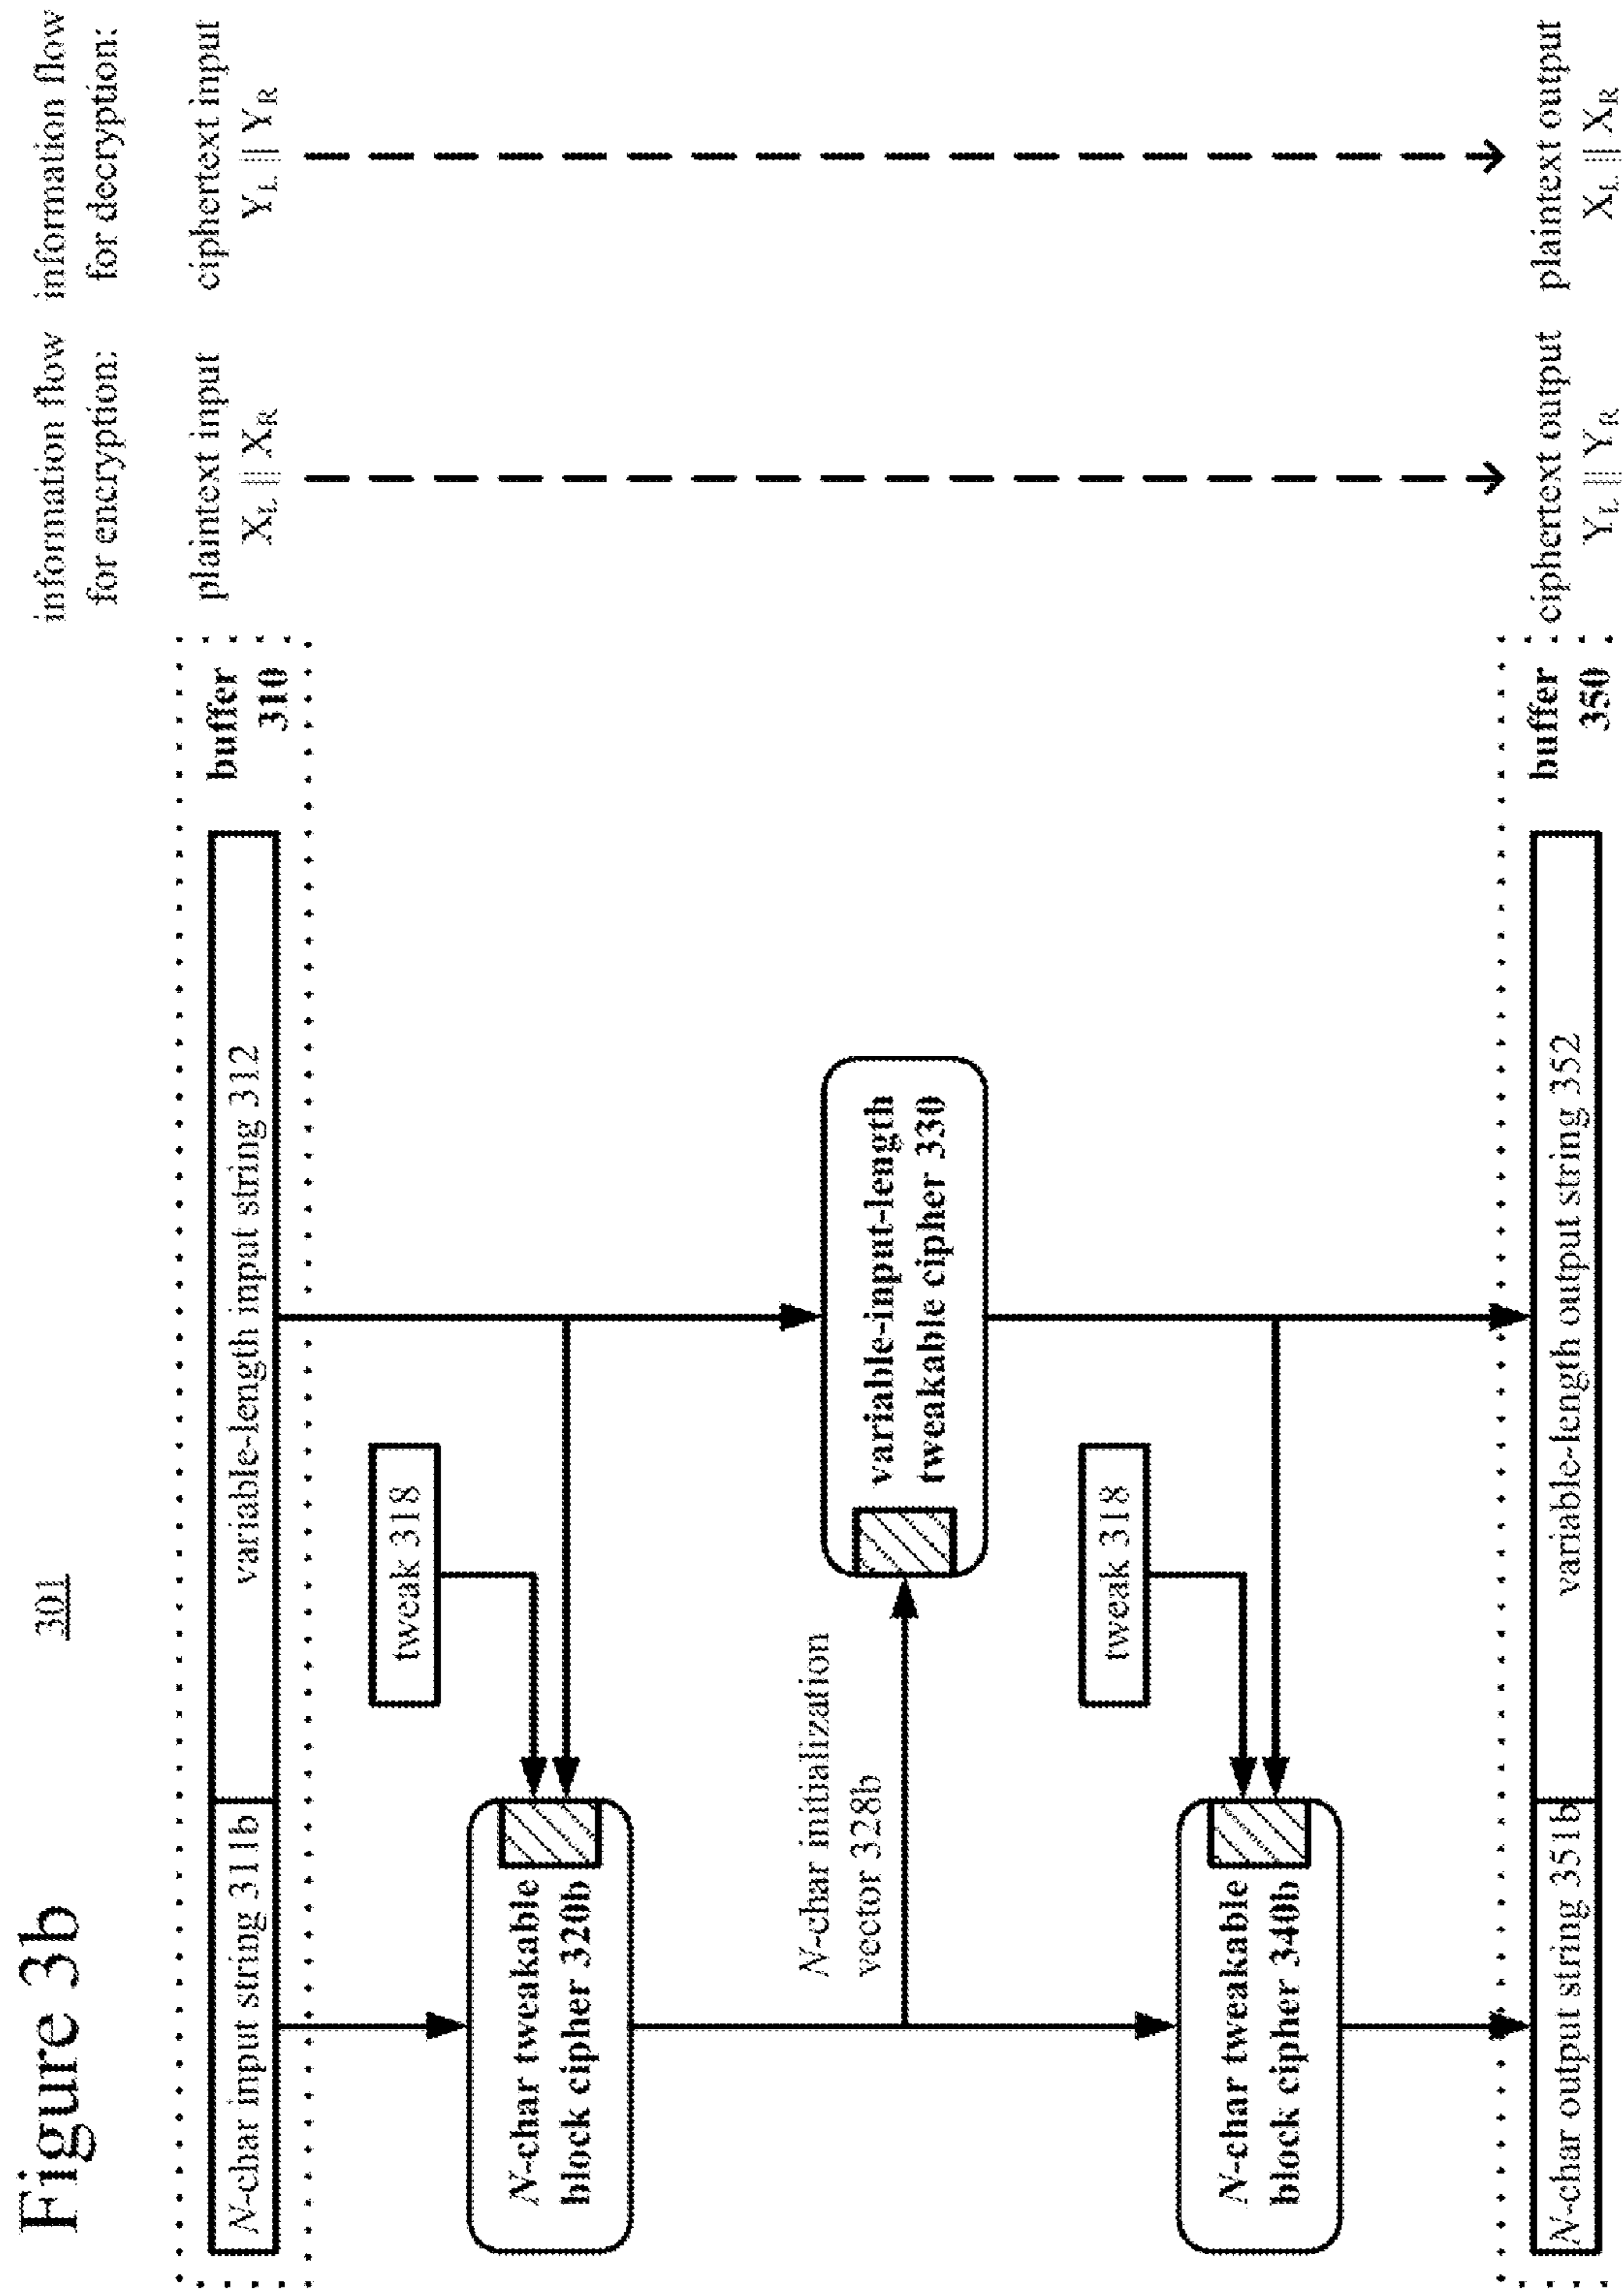 Figure 3b
301
information flow
for encryption:
information flow
for decryption:
N-char input string 311b
variable-length input string 312
buffer
310
plaintext input
XL ||| XR
ciphertext input
YL ||| YR
tweak 318
N-char tweakable
block cipher 320b
N-char initialization
vector 328b
variable-input-length
tweakable cipher 330
tweak 318
N-char tweakable
block cipher 340b
N-char output string 351b
variable-length output string 352
buffer
350
ciphertext output
YL ||| YR
plaintext output
XL ||| XR